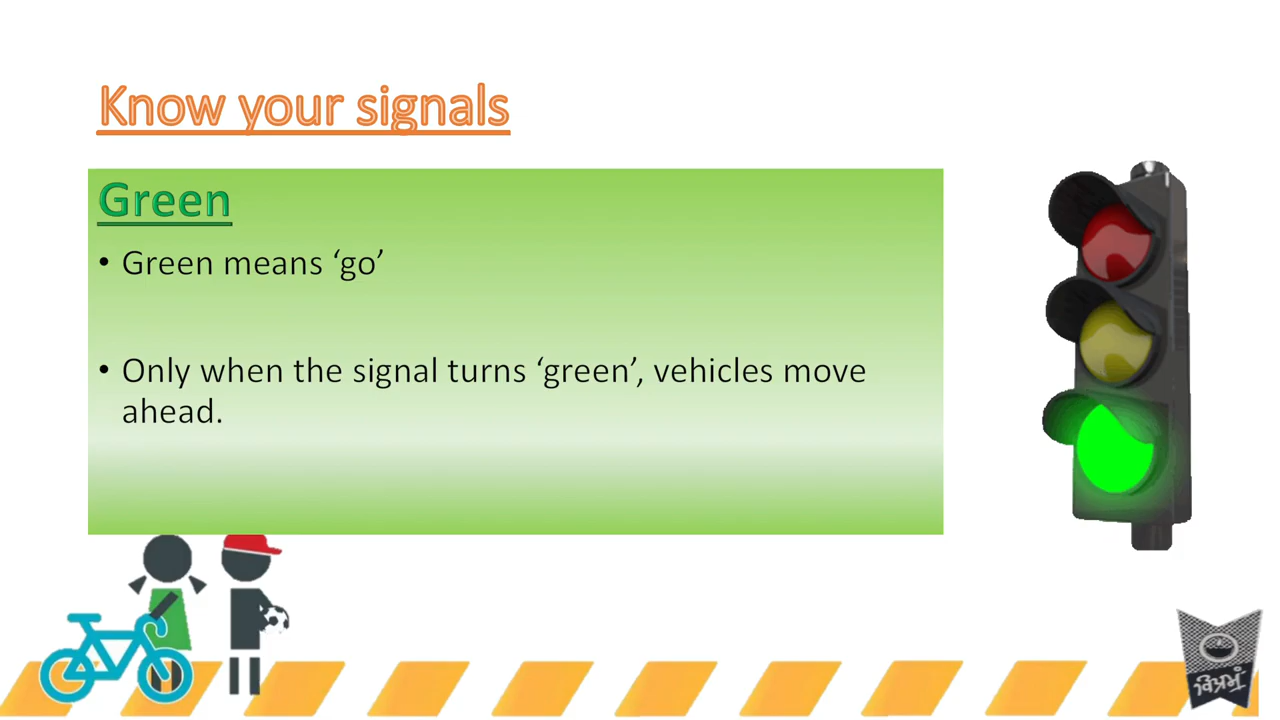 Know your signals
Green
• Green means ‘go’
• Only when the signal turns ‘green’, vehicles move
ahead.